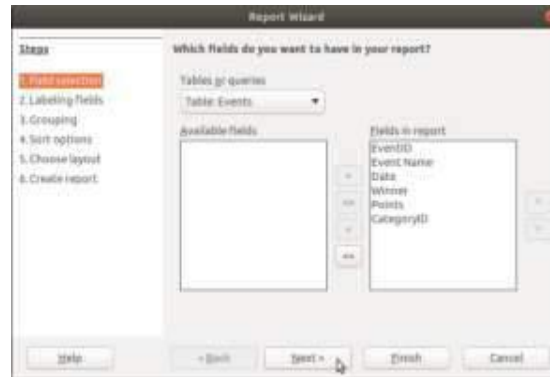 Report Wizard
Steps
1. Field selection
2. Labeling fields
3. Grouping
4. Sort options
5. Choose layout
6. Create report
Which fields do you want to have in your report?
Tables or queries
Table: Events
Available fields
Fields in report
EventID
Event Name
Date
Winner
Points
CategoryID
>
>>
<
<<
Help
< Back
Next >
Finish
Cancel